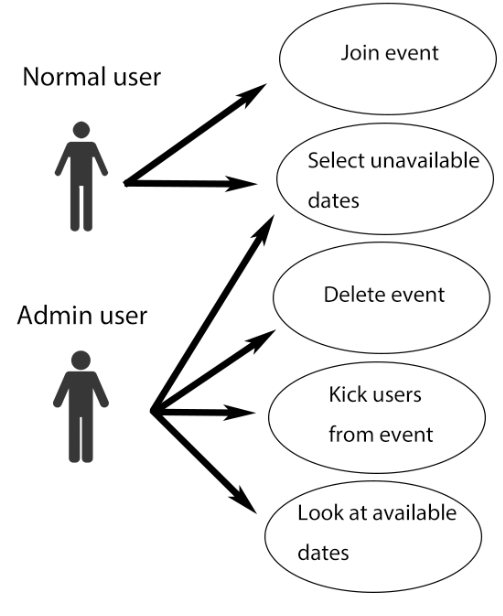 Normal user
Join event
Select unavailable
dates
Admin user
Delete event
Kick users
from event
Look at available
dates